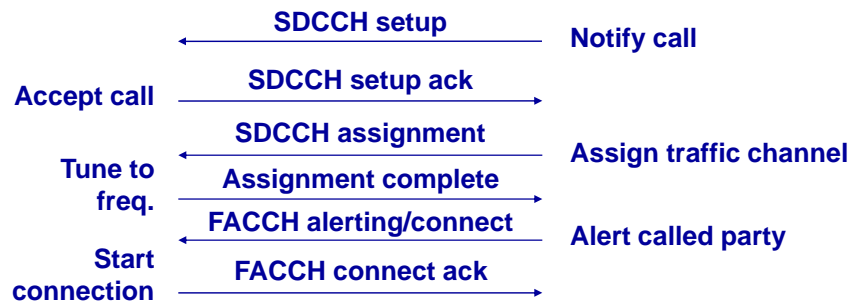 SDCCH setup
Notify call
SDCCH setup ack
Accept call
SDCCH assignment
Assign traffic channel
Tune to
freq.
Assignment complete
FACCH alerting/connect
Alert called party
Start
connection
FACCH connect ack